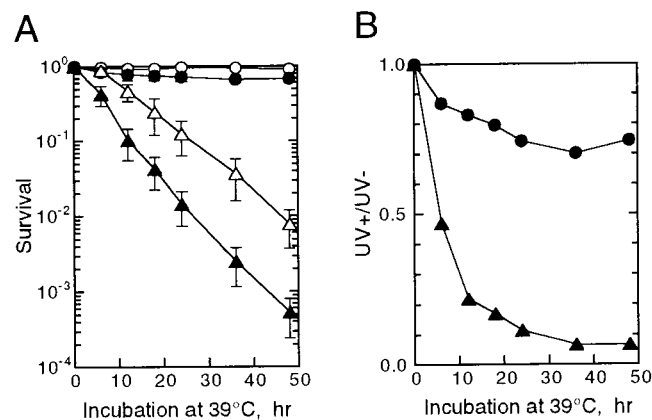 A
B
Survival
10⁰
10⁻¹
10⁻²
10⁻³
10⁻⁴
0 10 20 30 40 50
Incubation at 39°C, hr
UV+/UV-
1.0
0.5
0.0
0 10 20 30 40 50
Incubation at 39°C, hr